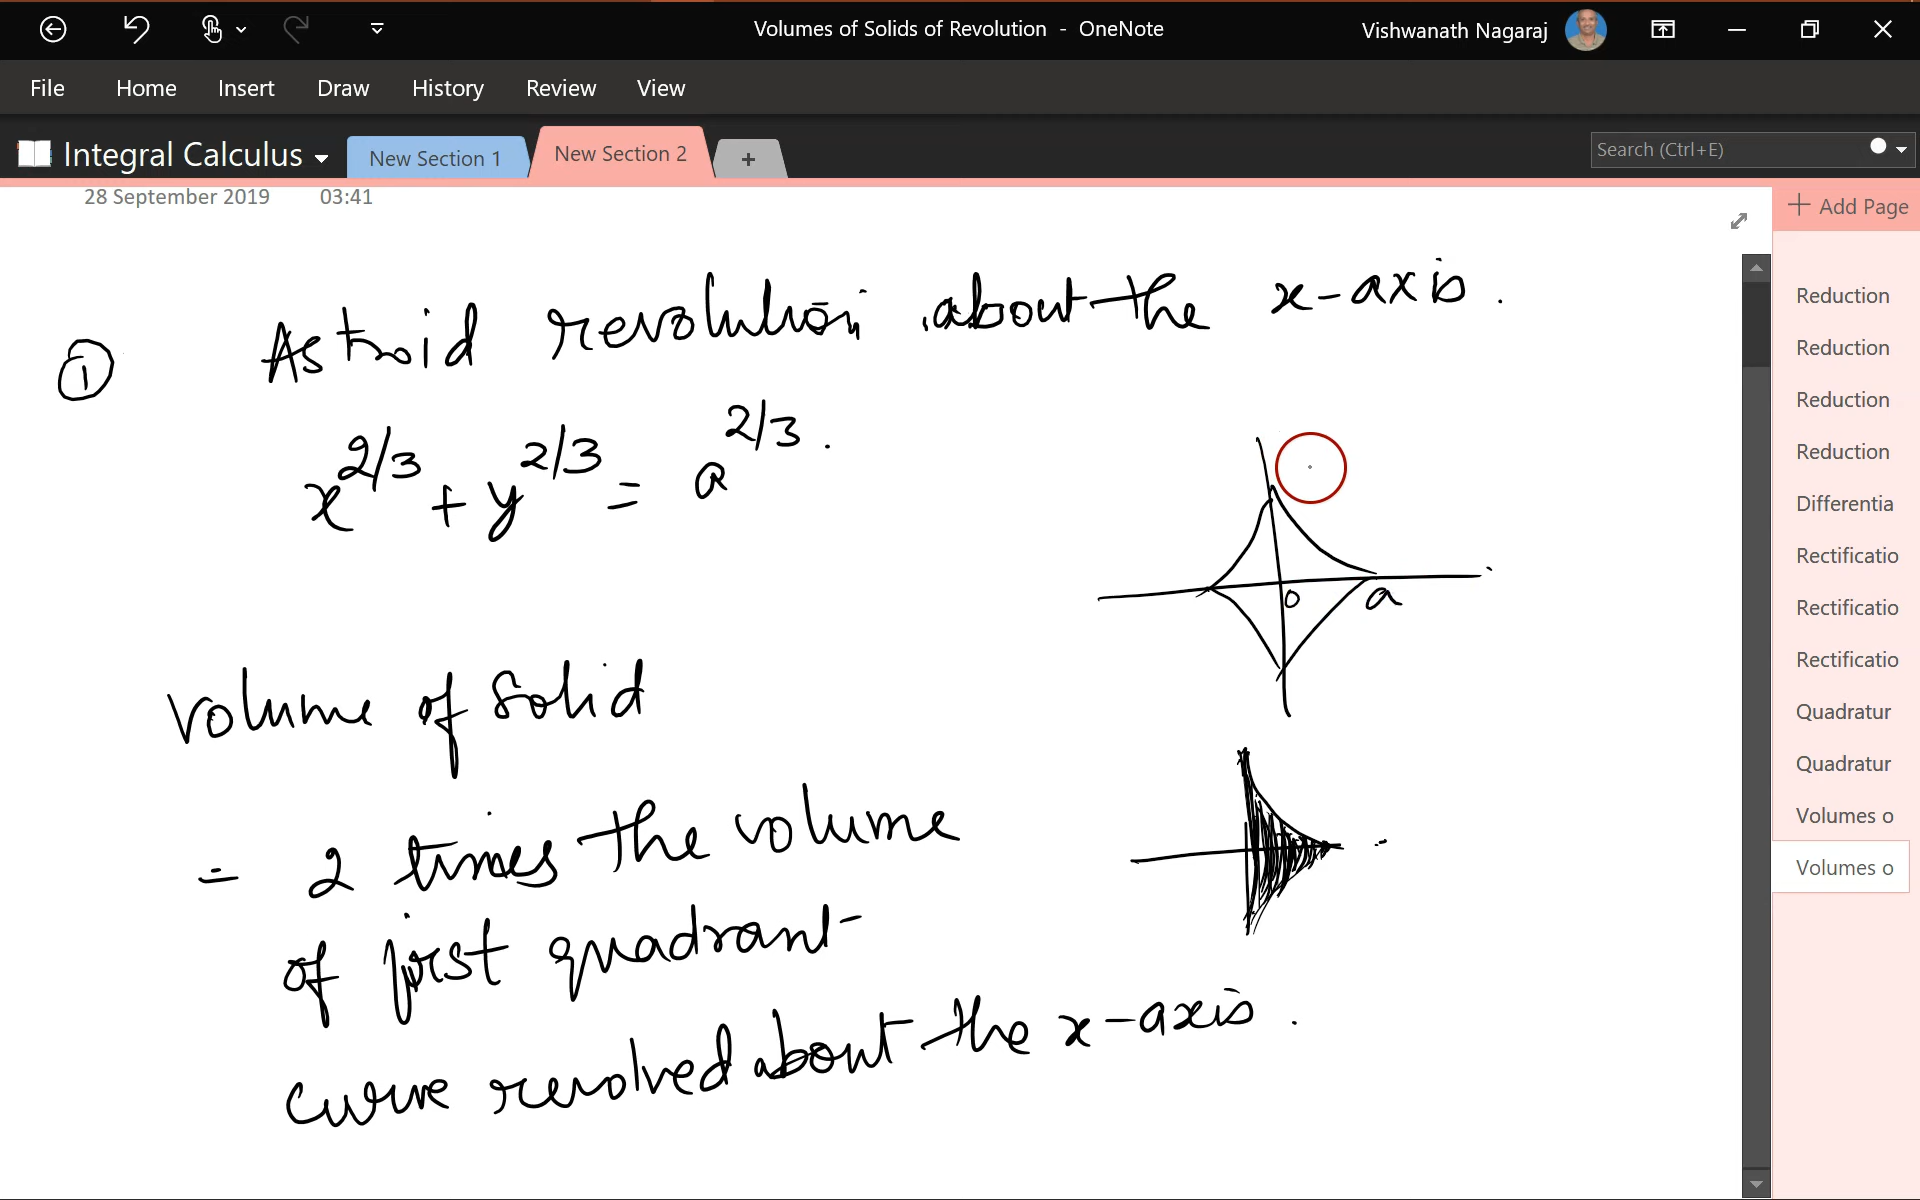 Volumes of Solids of Revolution - OneNote
Vishwanath Nagaraj
File Home Insert Draw History Review View
Integral Calculus
New Section 1
New Section 2
+
Search (Ctrl+E)
28 September 2019 03:41
Add Page
Reduction
Reduction
Reduction
Reduction
Differentia
Rectificatio
Rectificatio
Rectificatio
Quadratur
Quadratur
Volumes o
Volumes o
① Astroid revolution about the x-axis.
x^2/3 + y^2/3 = a^2/3.
0 a
Volume of solid
= 2 times the volume
of first quadrant
curve revolved about the x-axis.